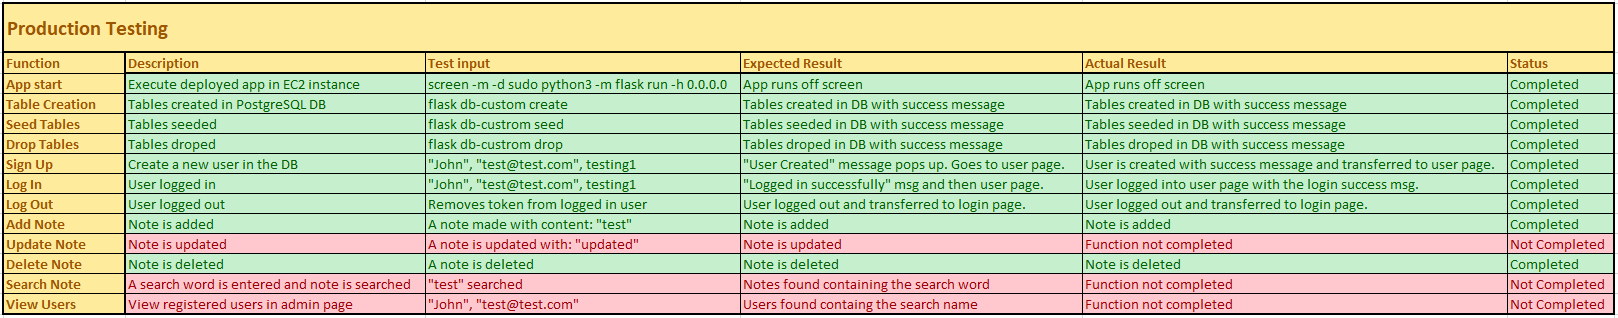 Production Testing
Function Description Test input Expected Result Actual Result Status
App start Execute deployed app in EC2 instance screen -m -d sudo python3 -m flask run -h 0.0.0.0 App runs off screen App runs off screen Completed
Table Creation Tables created in PostgreSQL DB flask db-custom create Tables created in DB with success message Tables created in DB with success message Completed
Seed Tables Tables seeded flask db-custrom seed Tables seeded in DB with success message Tables seeded in DB with success message Completed
Drop Tables Tables droped flask db-custrom drop Tables droped in DB with success message Tables droped in DB with success message Completed
Sign Up Create a new user in the DB "John", "test@test.com", testing1 "User Created" message pops up. Goes to user page. User is created with success message and transferred to user page. Completed
Log In User logged in "John", "test@test.com", testing1 "Logged in successfully" msg and then user page. User logged into user page with the login success msg. Completed
Log Out User logged out Removes token from logged in user User logged out and transferred to login page. User logged out and transferred to login page. Completed
Add Note Note is added A note made with content: "test" Note is added Note is added Completed
Update Note Note is updated A note is updated with: "updated" Note is updated Function not completed Not Completed
Delete Note Note is deleted A note is deleted Note is deleted Note is deleted Completed
Search Note A search word is entered and note is searched "test" searched Notes found containing the search word Function not completed Not Completed
View Users View registered users in admin page "John", "test@test.com" Users found containg the search name Function not completed Not Completed